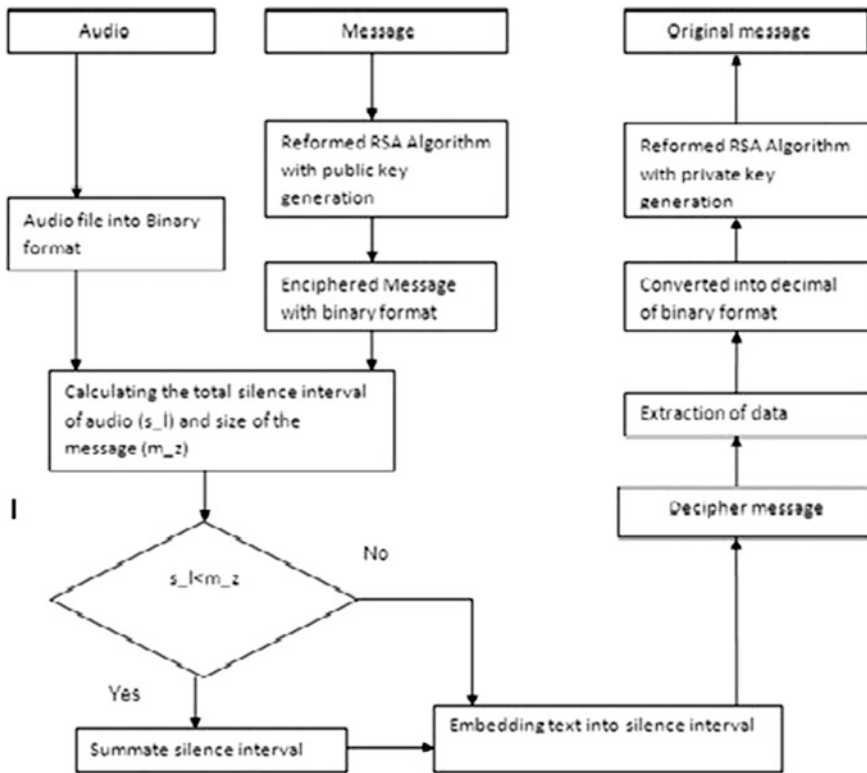 Audio
Message
Original message
Reformed RSA Algorithm
with public key
generation
Reformed RSA Algorithm
with private key
generation
Audio file into Binary
format
Enciphered Message
with binary format
Converted into decimal
of binary format
Calculating the total silence interval
of audio (s_l) and size of the
message (m_z)
Extraction of data
Decipher message
I
s_l<m_z
No
Yes
Embedding text into silence interval
Summate silence interval